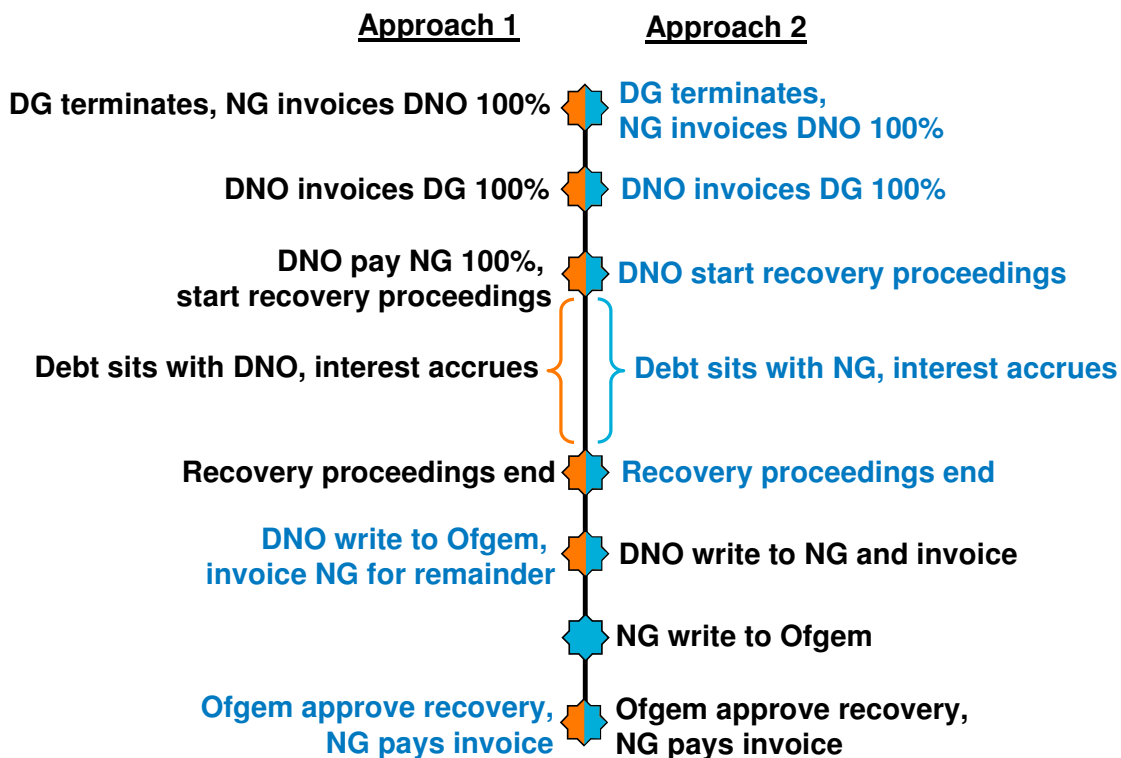 Approach 1
Approach 2
DG terminates, NG invoices DNO 100%
DG terminates,
NG invoices DNO 100%
DNO invoices DG 100%
DNO invoices DG 100%
DNO pay NG 100%,
start recovery proceedings
DNO start recovery proceedings
Debt sits with DNO, interest accrues
Debt sits with NG, interest accrues
Recovery proceedings end
Recovery proceedings end
DNO write to Ofgem,
invoice NG for remainder
DNO write to NG and invoice
NG write to Ofgem
Ofgem approve recovery,
NG pays invoice
Ofgem approve recovery,
NG pays invoice